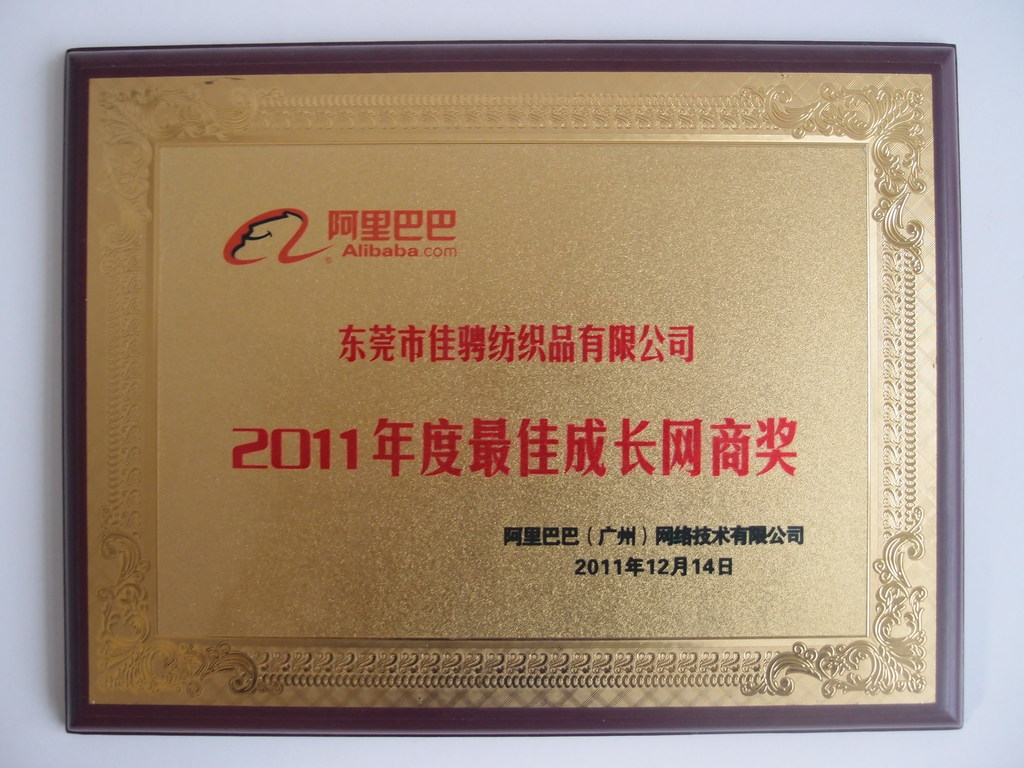 阿里巴巴
Alibaba.com
东莞市佳骋纺织品有限公司
2011年度最佳成长网商奖
阿里巴巴（广州）网络技术有限公司
2011年12月14日